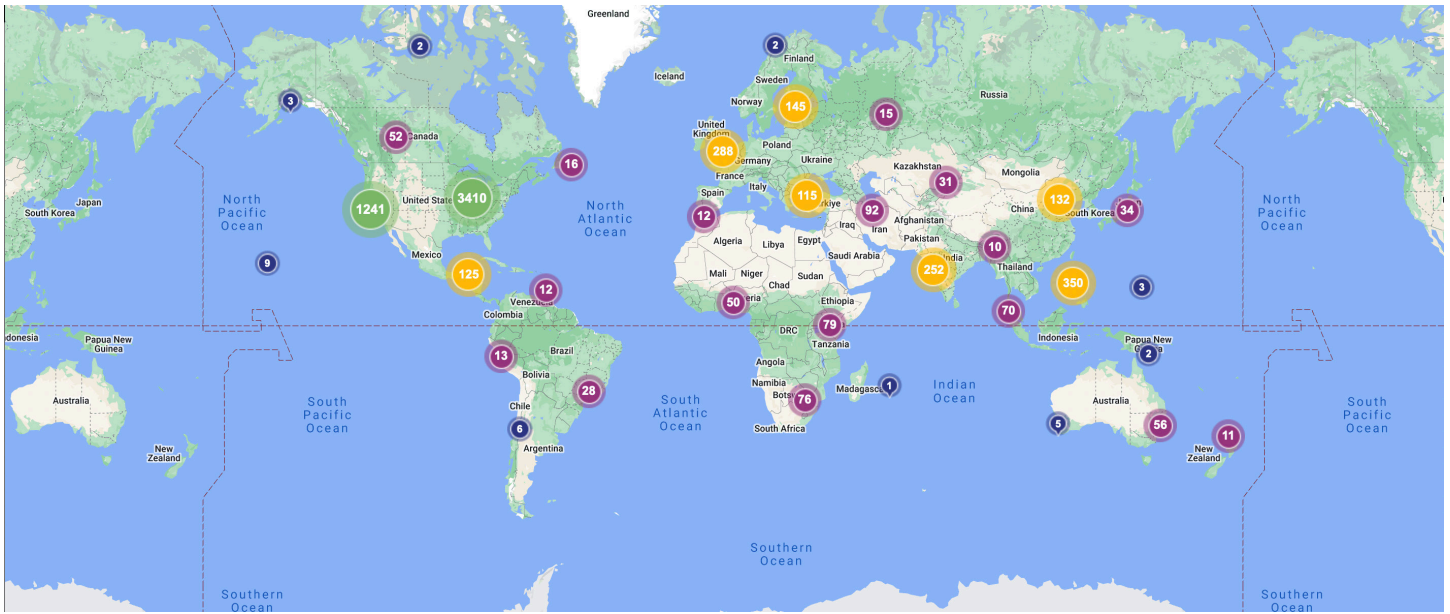 Greenland
2
2
Finland
Iceland
Sweden
Russia
3
Norway
145
15
United
Kingdom
52
Canada
288
Poland
Germany
Ukraine
16
France
Kazakhstan
Mongolia
Italy
31
Spain
115
1241
United States
3410
132
China
Japan
South Korea
North
Pacific
Ocean
North
Atlantic
Ocean
12
92
Afghanistan
South Korea
34
North
Pacific
Ocean
Iraq
Iran
Algeria
Libya
Egypt
Pakistan
10
Mexico
Saudi Arabia
India
9
125
Mali
Niger
Sudan
252
Thailand
350
3
12
Chad
Venezuela
50
Ethiopia
70
Colombia
79
DRC
Tanzania
Indonesia
Papua New
Guinea
Papua New
2
13
Brazil
Angola
Bolivia
Namibia
Madagascar
1
Indian
Ocean
28
76
Australia
Australia
South
Pacific
Ocean
South
Atlantic
Ocean
Chile
6
South Africa
5
56
11
South
Pacific
Ocean
Argentina
New
Zealand
New
Zealand
Southern
Ocean
Southern
Ocean
Southern
Ocean